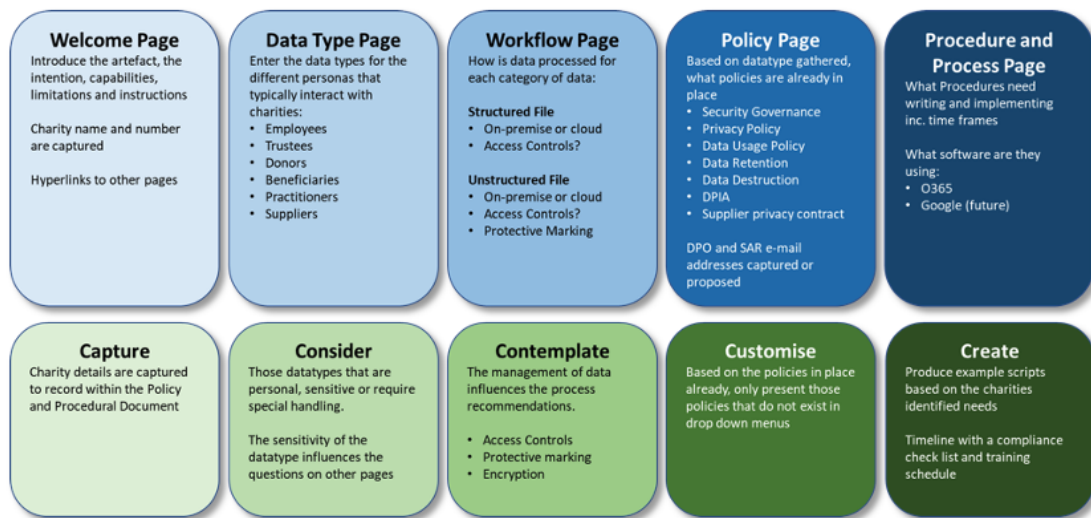 Welcome Page
Introduce the artefact, the
intention, capabilities,
limitations and instructions
Charity name and number
are captured
Hyperlinks to other pages
Data Type Page
Enter the data types for the
different personas that
typically interact with
charities:
• Employees
• Trustees
• Donors
• Beneficiaries
• Practitioners
• Suppliers
Workflow Page
How is data processed for
each category of data:
Structured File
• On-premise or cloud
• Access Controls?
Unstructured File
• On-premise or cloud
• Access Controls?
• Protective Marking
Policy Page
Based on datatype gathered,
what policies are already in
place
• Security Governance
• Privacy Policy
• Data Usage Policy
• Data Retention
• Data Destruction
• DPIA
• Supplier privacy contract
DPO and SAR e-mail
addresses captured or
proposed
Procedure and
Process Page
What Procedures need
writing and implementing
inc. time frames
What software are they
using:
• O365
• Google (future)
Capture
Charity details are captured
to record within the Policy
and Procedural Document
Consider
Those datatypes that are
personal, sensitive or require
special handling.
The sensitivity of the
datatype influences the
questions on other pages
Contemplate
The management of data
influences the process
recommendations.
• Access Controls
• Protective marking
• Encryption
Customise
Based on the policies in place
already, only present those
policies that do not exist in
drop down menus
Create
Produce example scripts
based on the charities
identified needs
Timeline with a compliance
check list and training
schedule